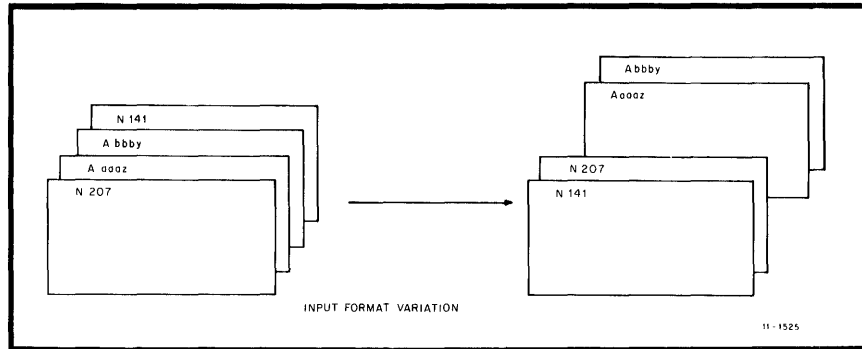 N 141
A bbby
A aaaz
N 207
Abbby
Aaaaz
N 207
N 141
INPUT FORMAT VARIATION
11-1525